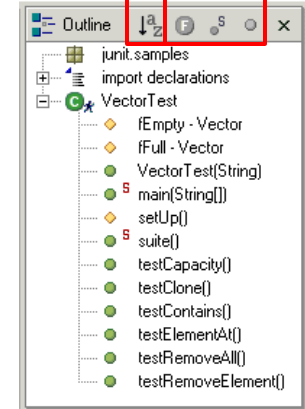 Outline
junit.samples
import declarations
VectorTest
fEmpty - Vector
fFull - Vector
VectorTest(String)
main(String[])
setUp()
suite()
testCapacity()
testClone()
testContains()
testElementAt()
testRemoveAll()
testRemoveElement()